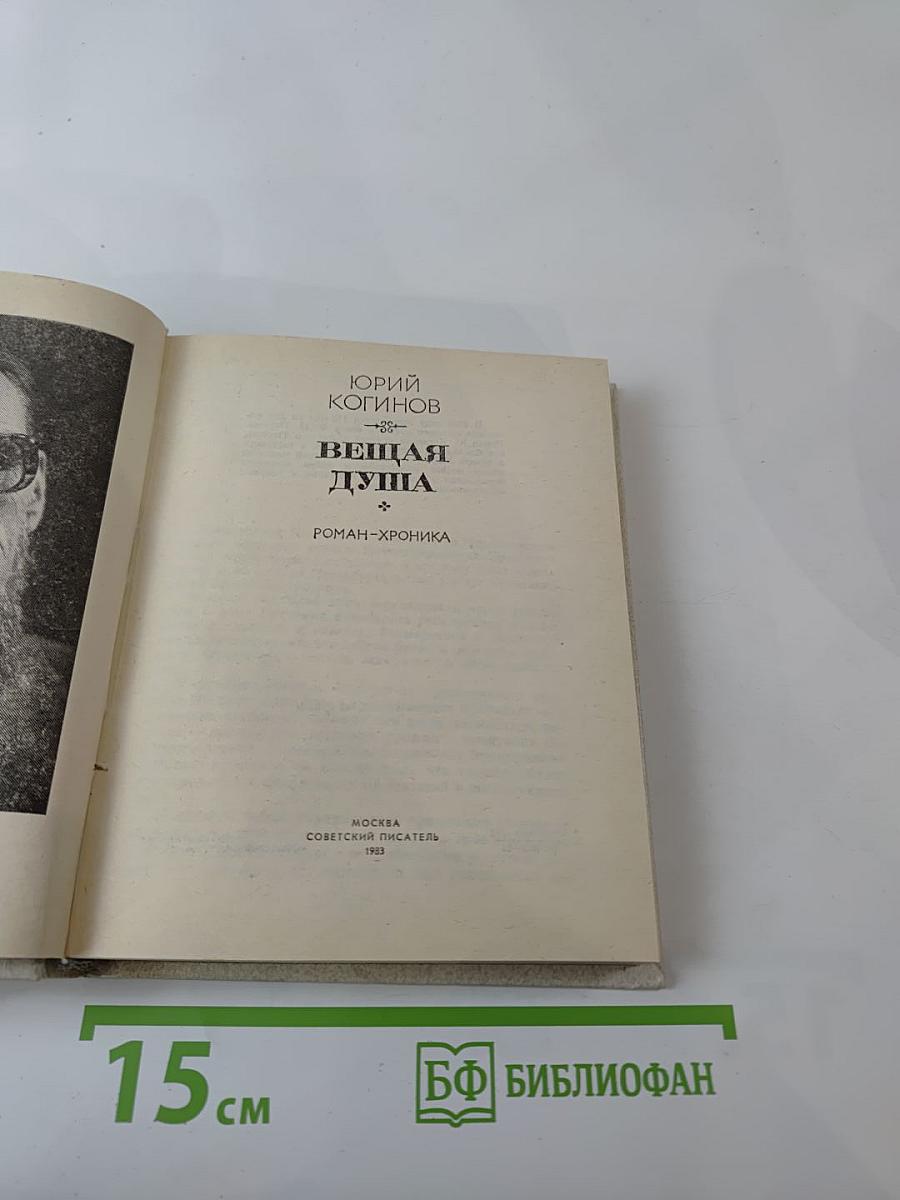 ЮРИЙ
КОГИНОВ
ВЕЩАЯ
ДУША
РОМАН-ХРОНИКА
МОСКВА
СОВЕТСКИЙ ПИСАТЕЛЬ
1983
15 см
БФ БИБЛИОФАН